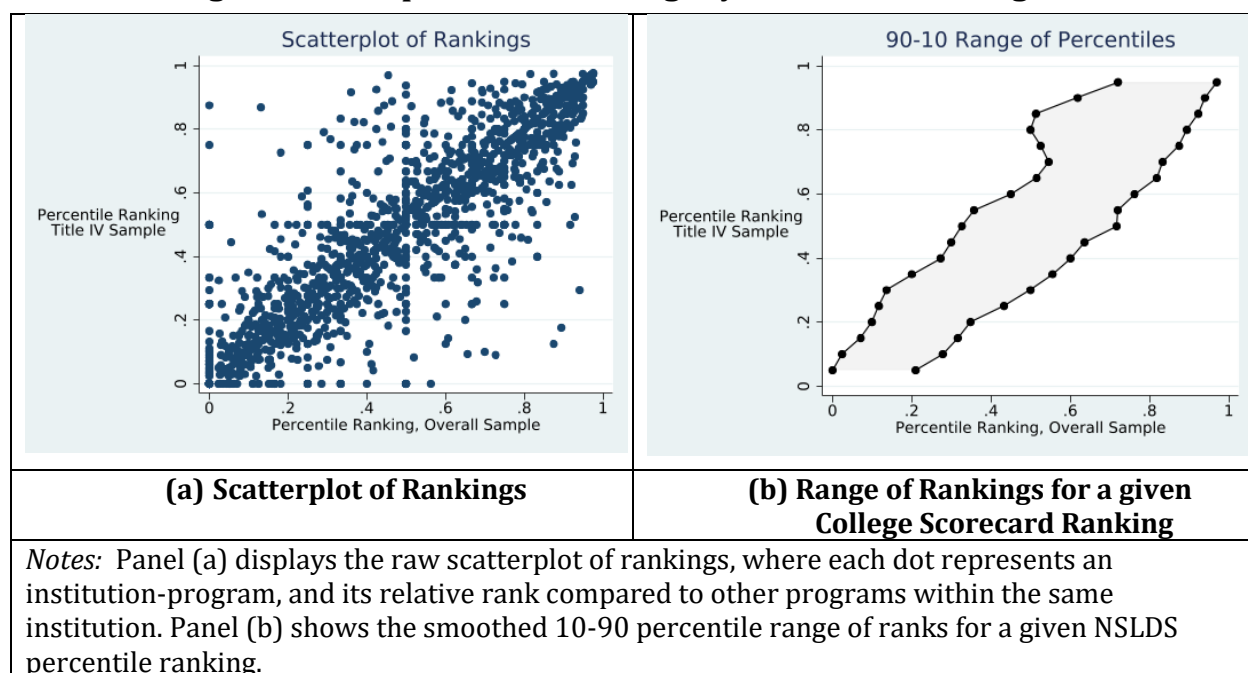 Scatterplot of Rankings
1
.8
.6
.4
.2
0
Percentile Ranking
Title IV Sample
0 .2 .4 .6 .8 1
Percentile Ranking, Overall Sample
90-10 Range of Percentiles
1
.8
.6
.4
.2
0
Percentile Ranking
Title IV Sample
0 .2 .4 .6 .8 1
Percentile Ranking, Overall Sample
(a) Scatterplot of Rankings
(b) Range of Rankings for a given
College Scorecard Ranking
Notes: Panel (a) displays the raw scatterplot of rankings, where each dot represents an
institution-program, and its relative rank compared to other programs within the same
institution. Panel (b) shows the smoothed 10-90 percentile range of ranks for a given NSLDS
percentile ranking.